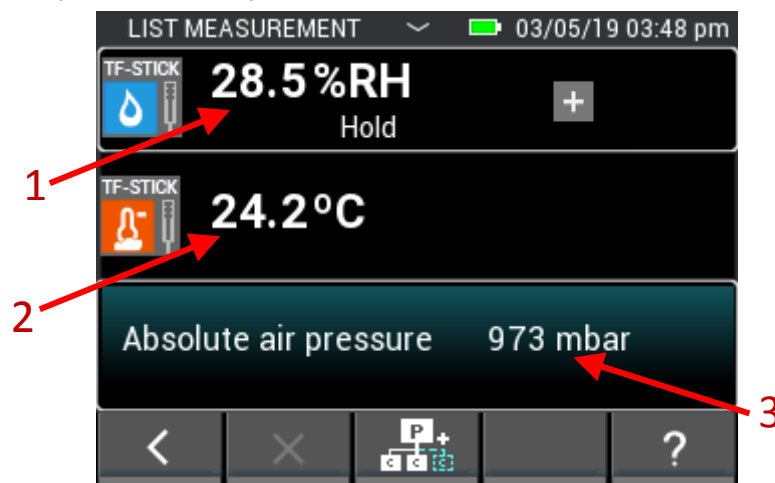 LIST MEASUREMENT 03/05/19 03:48 pm
TF-STICK
28.5%RH
Hold
+
1
TF-STICK
24.2ºC
2
Absolute air pressure 973 mbar
3
P +
c c c
?